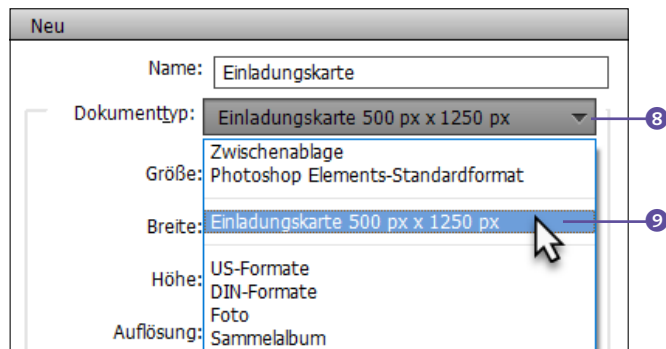 Neu
Name: Einladungskarte
Dokumenttyp: Einladungskarte 500 px x 1250 px 8
Zwischenablage
Größe: Photoshop Elements-Standardformat
Breite: Einladungskarte 500 px x 1250 px 9
US-Formate
Höhe:
DIN-Formate
Foto
Auflösung:
Sammelalbum